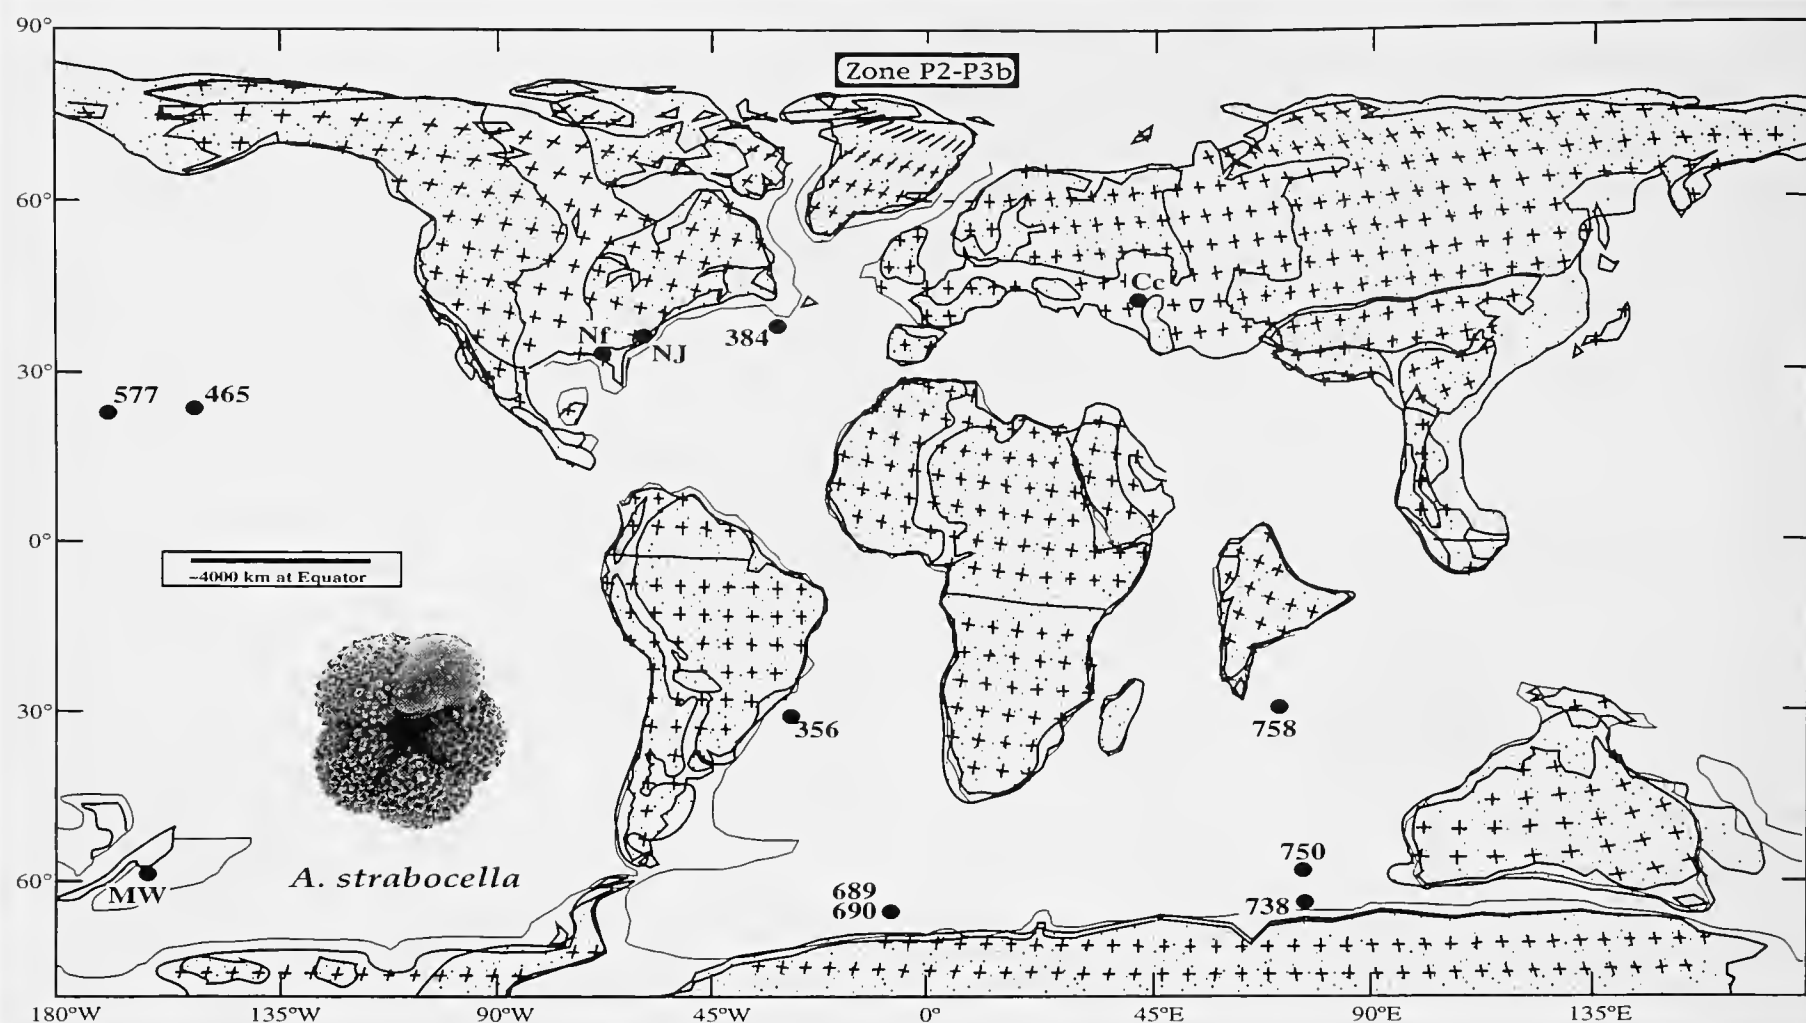 90°
Zone P2-P3b
60°
Cc
Nf
NJ
384
30°
577
465
0°
~4000 km at Equator
30°
356
758
750
A. strabocella
60°
MW
689
690
738
180°W
135°W
90°W
45°W
0°
45°E
90°E
135°E